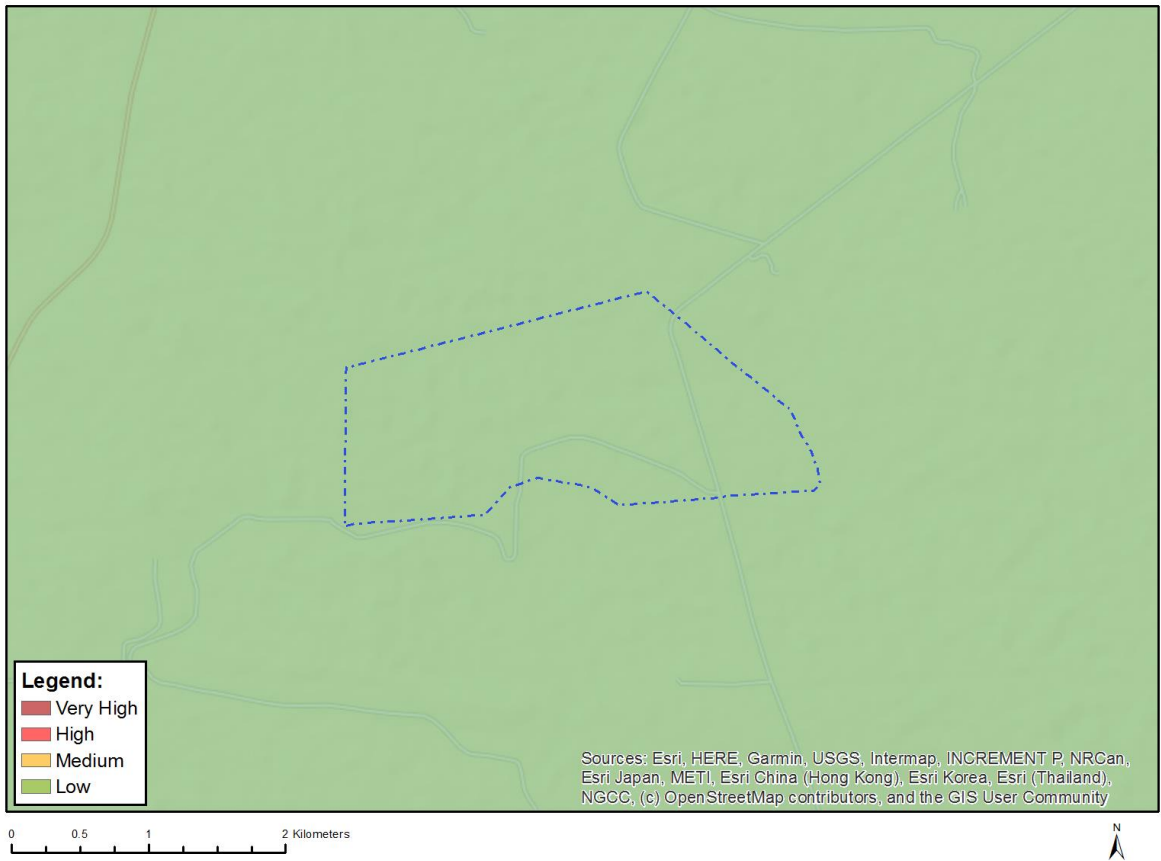 Legend:
Very High
High
Medium
Low
Sources: Esri, HERE, Garmin, USGS, Intermap, INCREMENT P, NRCan,
Esri Japan, METI, Esri China (Hong Kong), Esri Korea, Esri (Thailand),
NGCC, (c) OpenStreetMap contributors, and the GIS User Community
0 0.5 1 2 Kilometers
N